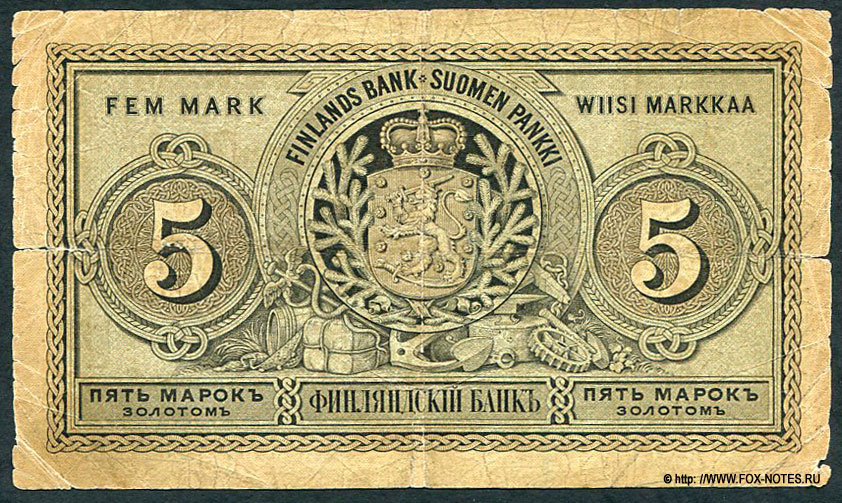 FINLANDS BANK * SUOMEN PANKKI
FEM MARK
WIISI MARKKAA
5
5
ПЯТЬ МАРОКЪ
ЗОЛОТОМЪ
ФИНЛЯНДСКІЙ БАНКЪ
ПЯТЬ МАРОКЪ
ЗОЛОТОМЪ
© http: //WWW.FOX-NOTES.RU